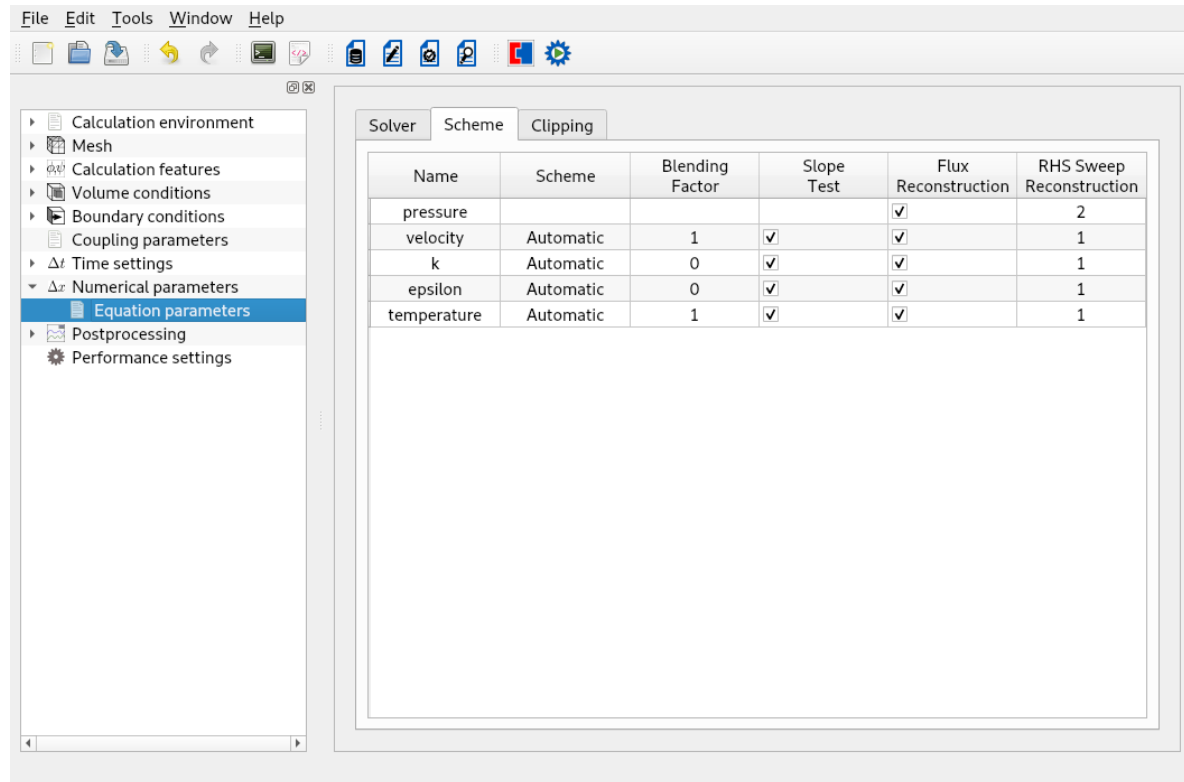 File Edit Tools Window Help
Calculation environment
Mesh
Calculation features
Volume conditions
Boundary conditions
Coupling parameters
Δt Time settings
Δx Numerical parameters
Equation parameters
Postprocessing
Performance settings
Solver Scheme Clipping
Name Scheme Blending Factor Slope Test Flux Reconstruction RHS Sweep Reconstruction
pressure 2
velocity Automatic 1 1
k Automatic 0 1
epsilon Automatic 0 1
temperature Automatic 1 1